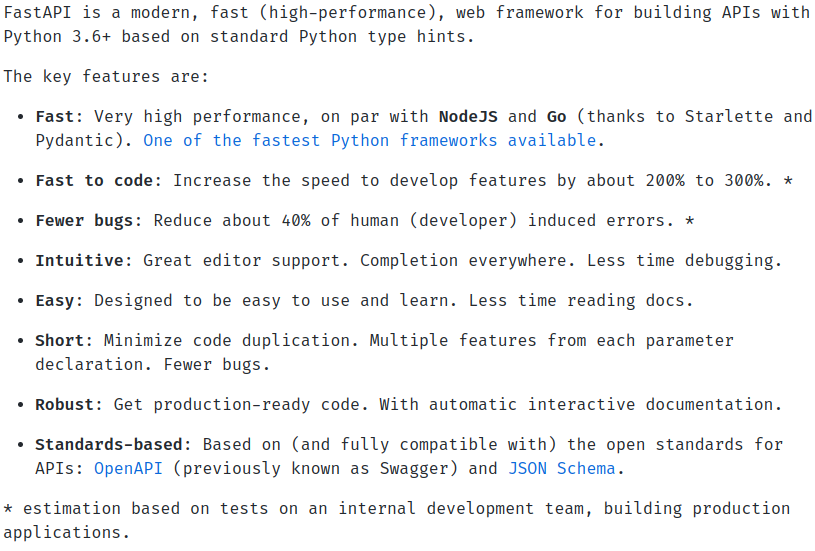 FastAPI is a modern, fast (high-performance), web framework for building APIs with
Python 3.6+ based on standard Python type hints.
The key features are:
• Fast: Very high performance, on par with NodeJS and Go (thanks to Starlette and
Pydantic). One of the fastest Python frameworks available.
• Fast to code: Increase the speed to develop features by about 200% to 300%. *
• Fewer bugs: Reduce about 40% of human (developer) induced errors. *
• Intuitive: Great editor support. Completion everywhere. Less time debugging.
• Easy: Designed to be easy to use and learn. Less time reading docs.
• Short: Minimize code duplication. Multiple features from each parameter
declaration. Fewer bugs.
• Robust: Get production-ready code. With automatic interactive documentation.
• Standards-based: Based on (and fully compatible with) the open standards for
APIs: OpenAPI (previously known as Swagger) and JSON Schema.
* estimation based on tests on an internal development team, building production
applications.